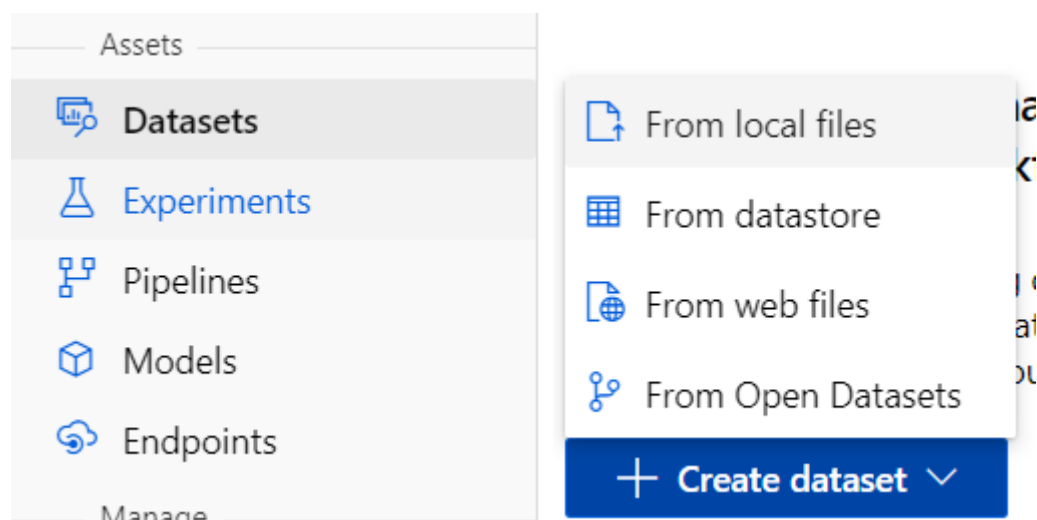 Assets
Datasets
Experiments
Pipelines
Models
Endpoints
Manage
From local files
From datastore
From web files
From Open Datasets
Create dataset